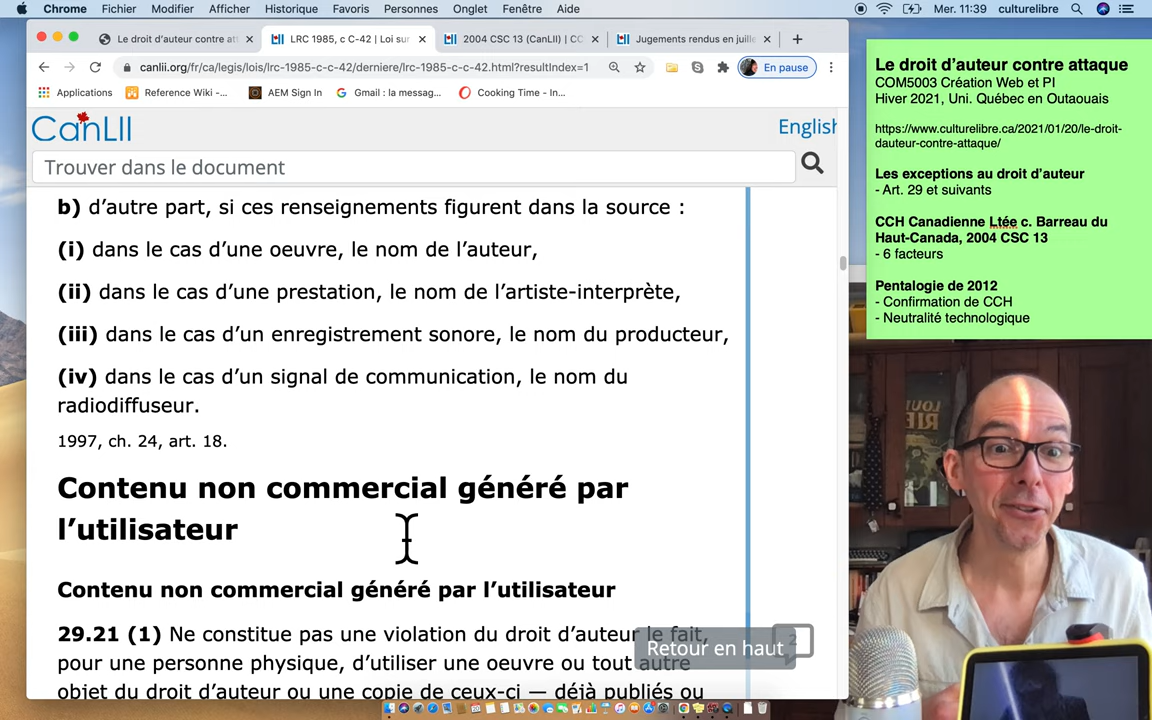 Chrome Fichier Modifier Afficher Historique Favoris Personnes Onglet Fenêtre Aide
Mer. 11:39 culturelibre
Le droit d'auteur contre att
LRC 1985, c C-42 | Loi sur
2004 CSC 13 (CanLII) | CC
Jugements rendus en juille
canlii.org/fr/ca/legis/lois/lrc-1985-c-c-42/derniere/lrc-1985-c-c-42.html?resultIndex=1
En pause
Applications
Reference Wiki -...
AEM Sign In
Gmail : la messag...
Cooking Time - In...
CanLII
English
Trouver dans le document
b) d'autre part, si ces renseignements figurent dans la source :
(i) dans le cas d'une oeuvre, le nom de l'auteur,
(ii) dans le cas d'une prestation, le nom de l'artiste-interprète,
(iii) dans le cas d'un enregistrement sonore, le nom du producteur,
(iv) dans le cas d'un signal de communication, le nom du
radiodiffuseur.
1997, ch. 24, art. 18.
Contenu non commercial généré par
l'utilisateur
Contenu non commercial généré par l'utilisateur
29.21 (1) Ne constitue pas une violation du droit d'auteur le fait,
pour une personne physique, d'utiliser une oeuvre ou tout autre
objet du droit d'auteur ou une copie de ceux-ci — déjà publiés ou
Retour en haut
2
Le droit d'auteur contre attaque
COM5003 Création Web et PI
Hiver 2021, Uni. Québec en Outaouais
https://www.culturelibre.ca/2021/01/20/le-droit-
dauteur-contre-attaque/
Les exceptions au droit d'auteur
- Art. 29 et suivants
CCH Canadienne Ltée c. Barreau du
Haut-Canada, 2004 CSC 13
- 6 facteurs
Pentalogie de 2012
- Confirmation de CCH
- Neutralité technologique